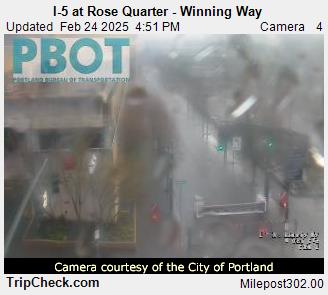 I-5 at Rose Quarter - Winning Way
Updated Feb 24 2025 4:51 PM Camera 4
PBOT
PORTLAND BUREAU OF TRANSPORTATION
Camera courtesy of the City of Portland
TripCheck.com Milepost302.00